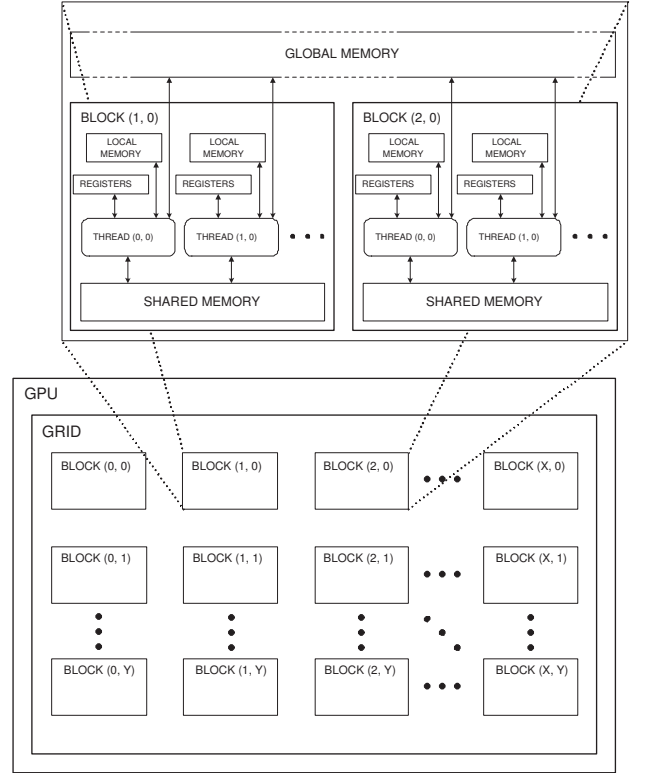 GLOBAL MEMORY
BLOCK (1, 0)
LOCAL
MEMORY
LOCAL
MEMORY
REGISTERS
REGISTERS
THREAD (0, 0)
THREAD (1, 0)
SHARED MEMORY
BLOCK (2, 0)
LOCAL
MEMORY
LOCAL
MEMORY
REGISTERS
REGISTERS
THREAD (0, 0)
THREAD (1, 0)
SHARED MEMORY
GPU
GRID
BLOCK (0, 0)
BLOCK (1, 0)
BLOCK (2, 0)
BLOCK (X, 0)
BLOCK (0, 1)
BLOCK (1, 1)
BLOCK (2, 1)
BLOCK (X, 1)
BLOCK (0, Y)
BLOCK (1, Y)
BLOCK (2, Y)
BLOCK (X, Y)